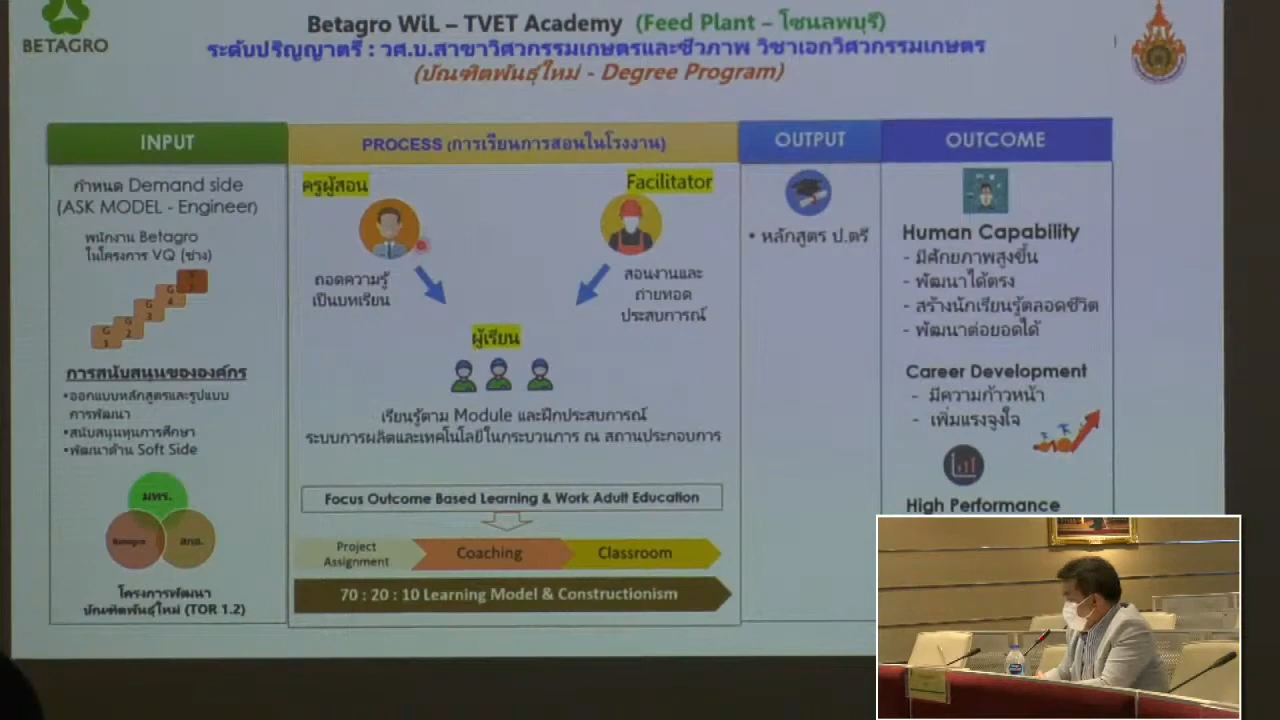 BETAGRO
Betagro WiL – TVET Academy (Feed Plant – โซนลพบุรี)
ระดับปริญญาตรี : วศ.บ.สาขาวิศวกรรมเกษตรและชีวภาพ วิชาเอกวิศวกรรมเกษตร
(บัณฑิตพันธุ์ใหม่ - Degree Program)
INPUT
กำหนด Demand side
(ASK MODEL - Engineer)
พนักงาน Betagro
ในโครงการ VQ (ช่าง)
G 1
G 2
G 3
G 4
การสนับสนุนขององค์กร
•ออกแบบหลักสูตรและรูปแบบ
การพัฒนา
•สนับสนุนทุนการศึกษา
•พัฒนาด้าน Soft Side
มทร.
Betagro
สกอ.
โครงการพัฒนา
บัณฑิตพันธุ์ใหม่ (TOR 1.2)
PROCESS (การเรียนการสอนในโรงงาน)
ครูผู้สอน
Facilitator
ถอดความรู้
เป็นบทเรียน
สอนงานและ
ถ่ายทอด
ประสบการณ์
ผู้เรียน
เรียนรู้ตาม Module และฝึกประสบการณ์
ระบบการผลิตและเทคโนโลยีในกระบวนการ ณ สถานประกอบการ
Focus Outcome Based Learning & Work Adult Education
Project
Assignment
Coaching
Classroom
70 : 20 : 10 Learning Model & Constructionism
OUTPUT
• หลักสูตร ป.ตรี
OUTCOME
Human Capability
- มีศักยภาพสูงขึ้น
- พัฒนาได้ตรง
- สร้างนักเรียนรู้ตลอดชีวิต
- พัฒนาต่อยอดได้
Career Development
- มีความก้าวหน้า
- เพิ่มแรงจูงใจ
High Performance